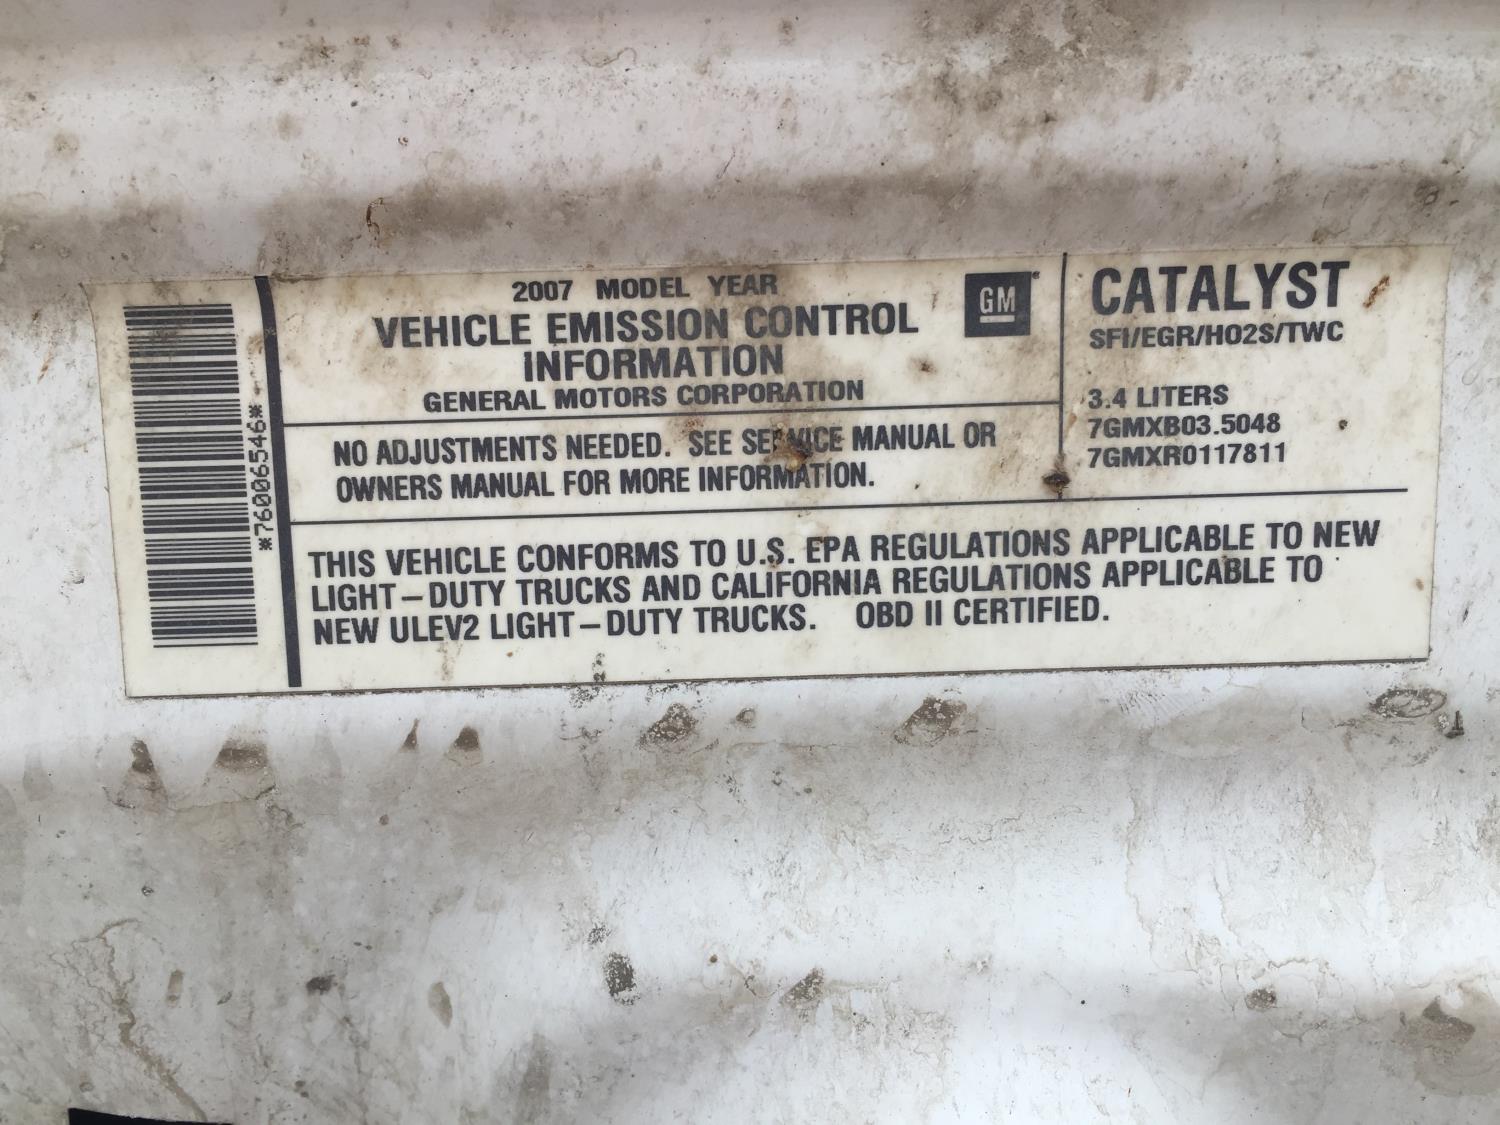 *76006546*
2007 MODEL YEAR
VEHICLE EMISSION CONTROL
INFORMATION
GENERAL MOTORS CORPORATION
GM
CATALYST
SFI/EGR/HO2S/TWC
3.4 LITERS
7GMXB03.5048
7GMXR0117811
NO ADJUSTMENTS NEEDED. SEE SERVICE MANUAL OR
OWNERS MANUAL FOR MORE INFORMATION.
THIS VEHICLE CONFORMS TO U.S. EPA REGULATIONS APPLICABLE TO NEW
LIGHT-DUTY TRUCKS AND CALIFORNIA REGULATIONS APPLICABLE TO
NEW ULEV2 LIGHT-DUTY TRUCKS. OBD II CERTIFIED.